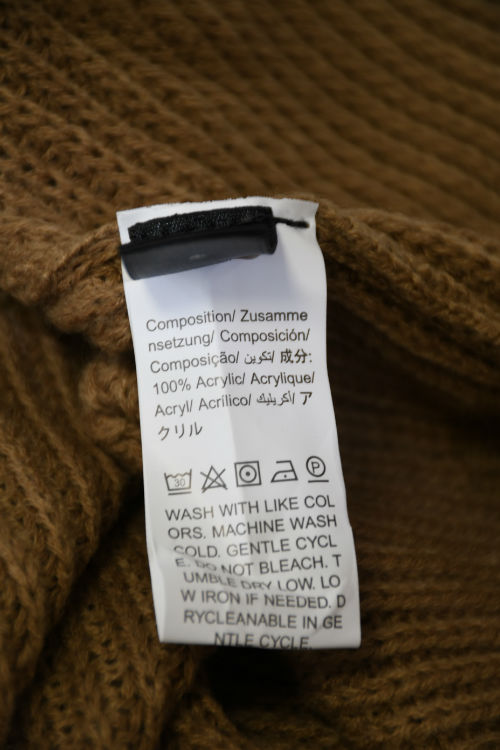 Composition/ Zusamme
nsetzung/ Composición/
Composição/ تكوين/ 成分:
100% Acrylic/ Acrylique/
Acryl/ Acrílico/ أكريليك/ ア
クリル
30 P
WASH WITH LIKE COL
ORS. MACHINE WASH
COLD. GENTLE CYCL
E. DO NOT BLEACH. T
UMBLE DRY LOW. LO
W IRON IF NEEDED. D
RYCLEANABLE IN GE
NTLE CYCLE.